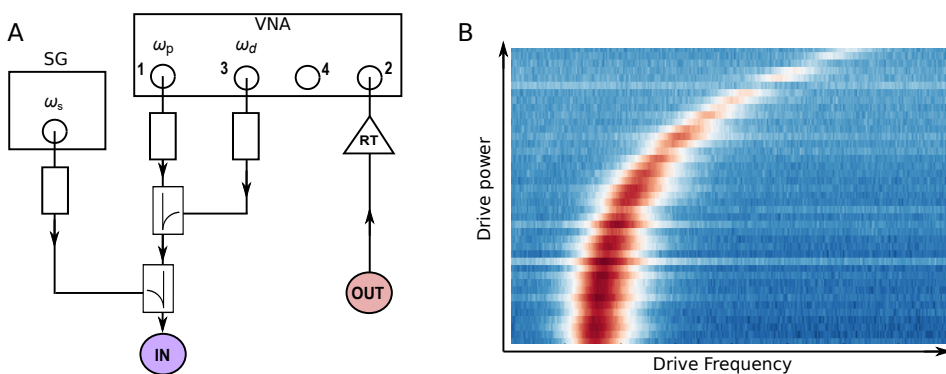 A
SG
ωs
VNA
ωp
ωd
1
3
4
2
RT
OUT
IN
B
Drive power
Drive Frequency